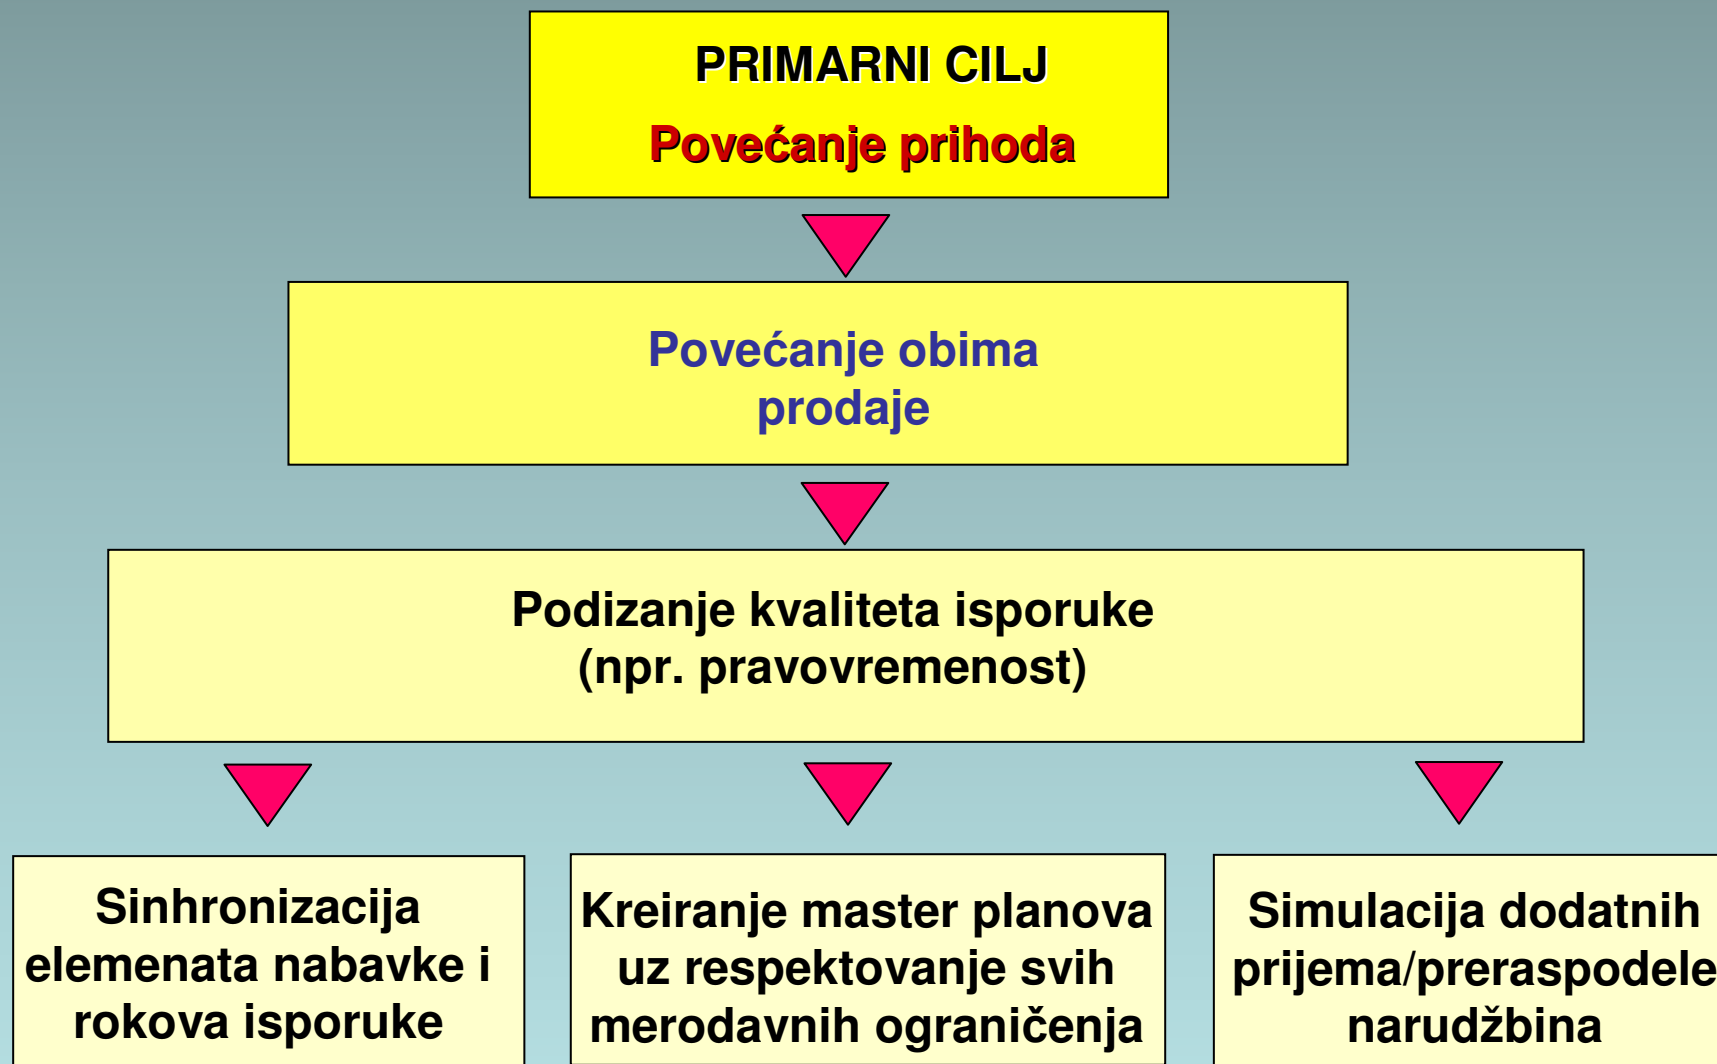 PRIMARNI CILJ
Povećanje prihoda
Povećanje obima
prodaje
Podizanje kvaliteta isporuke
(npr. pravovremenost)
Sinhronizacija
elemenata nabavke i
rokova isporuke
Kreiranje master planova
uz respektovanje svih
merodavnih ograničenja
Simulacija dodatnih
prijema/preraspodele
narudžbina